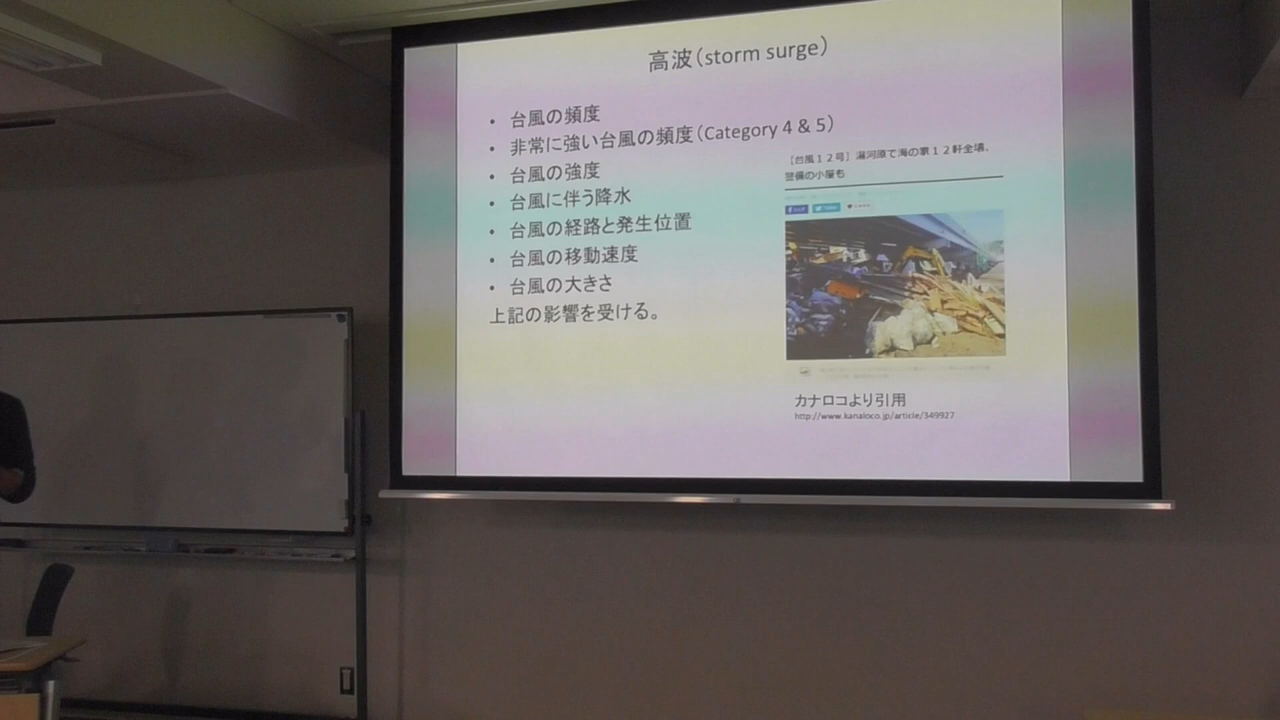 高波(storm surge)
• 台風の頻度
• 非常に強い台風の頻度(Category 4 & 5)
• 台風の強度
• 台風に伴う降水
• 台風の経路と発生位置
• 台風の移動速度
• 台風の大きさ
上記の影響を受ける。
[台風12号] 湯河原で海の家12軒全壊、
警備の小屋も
カナロコより引用
http://www.kanaloco.jp/article/349927